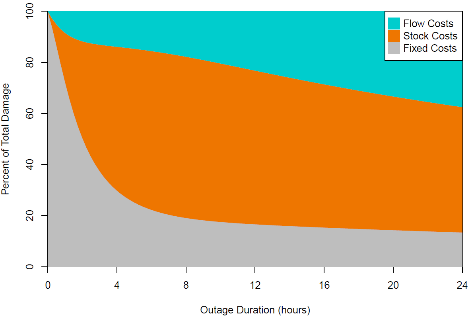 Flow Costs
Stock Costs
Fixed Costs
Percent of Total Damage
100
80
60
40
20
0
0 4 8 12 16 20 24
Outage Duration (hours)